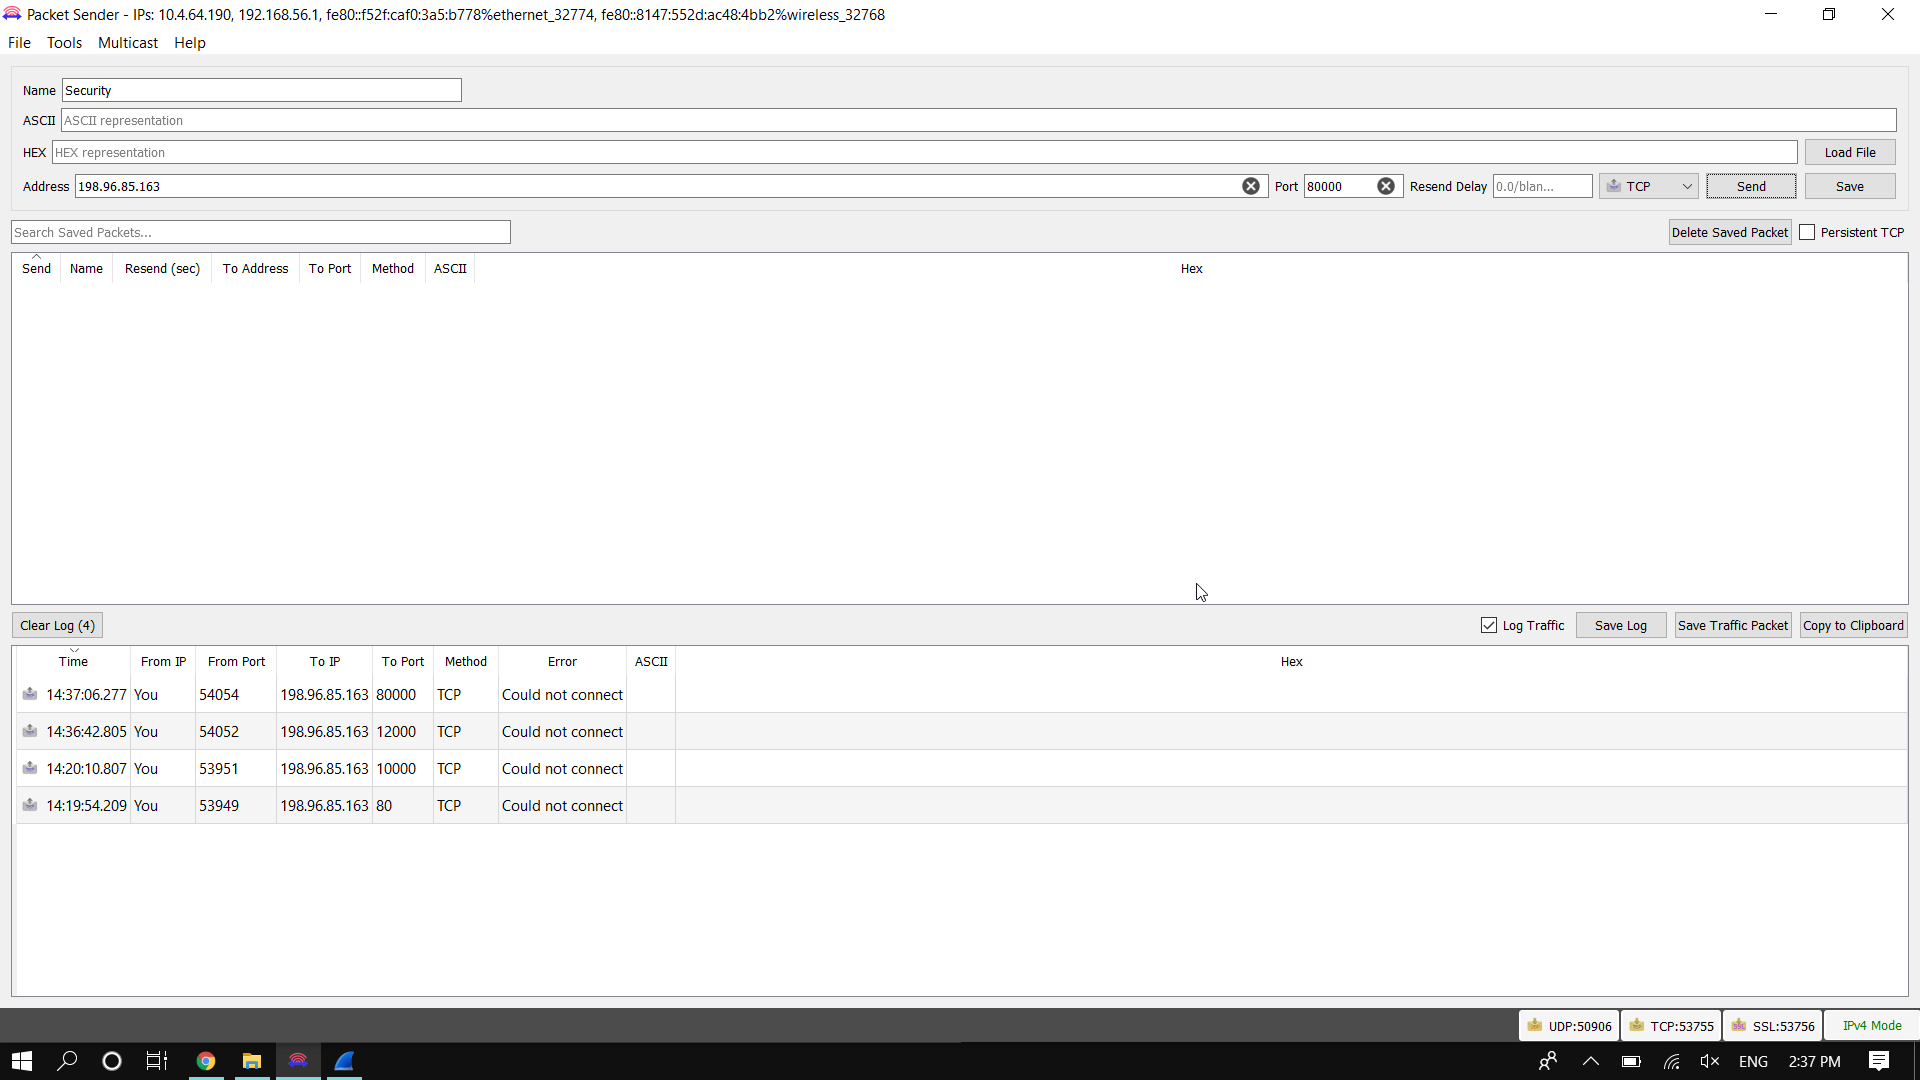 Packet Sender - IPs: 10.4.64.190, 192.168.56.1, fe80::f52f:caf0:3a5:b778%ethernet_32774, fe80::8147:552d:ac48:4bb2%wireless_32768
File Tools Multicast Help
Name Security
ASCII ASCII representation
HEX HEX representation Load File
Address 198.96.85.163 Port 80000 Resend Delay 0.0/blan... TCP Send Save
Search Saved Packets... Delete Saved Packet Persistent TCP
Send Name Resend (sec) To Address To Port Method ASCII Hex
Clear Log (4) Log Traffic Save Log Save Traffic Packet Copy to Clipboard
Time From IP From Port To IP To Port Method Error ASCII Hex
14:37:06.277 You 54054 198.96.85.163 80000 TCP Could not connect
14:36:42.805 You 54052 198.96.85.163 12000 TCP Could not connect
14:20:10.807 You 53951 198.96.85.163 10000 TCP Could not connect
14:19:54.209 You 53949 198.96.85.163 80 TCP Could not connect
UDP:50906 TCP:53755 SSL:53756 IPv4 Mode
ENG 2:37 PM